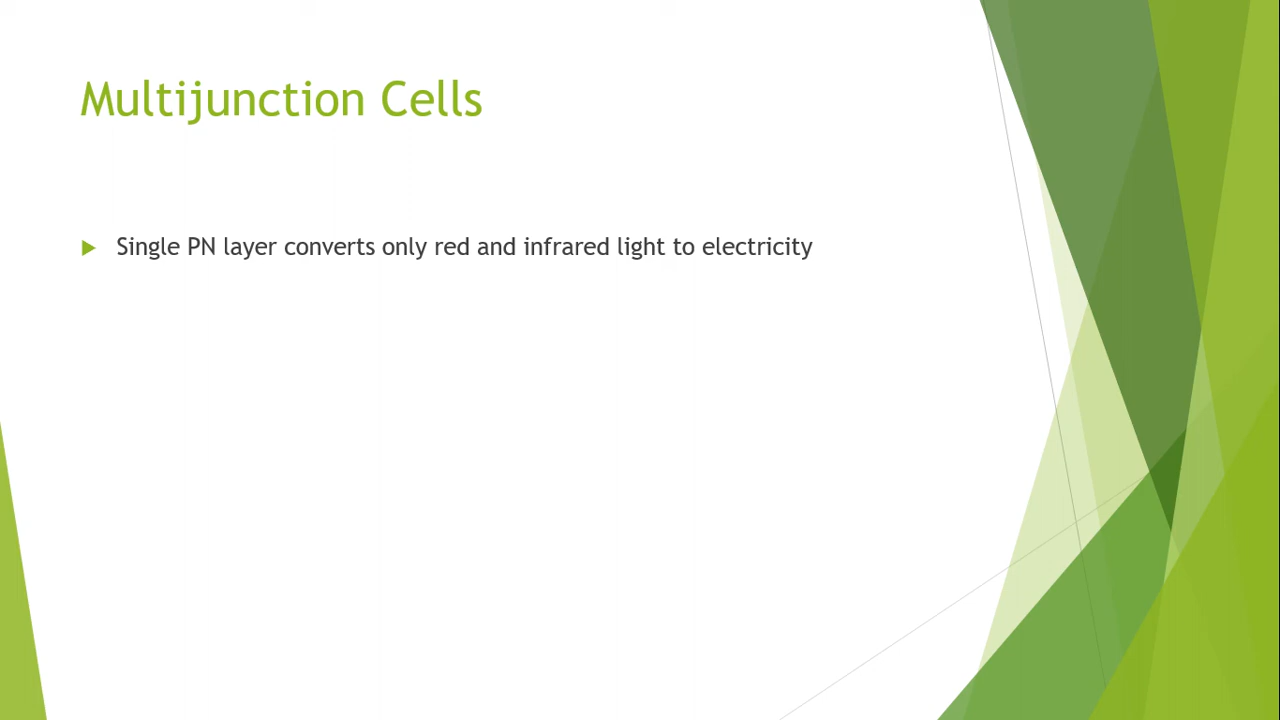 Multijunction Cells
Single PN layer converts only red and infrared light to electricity